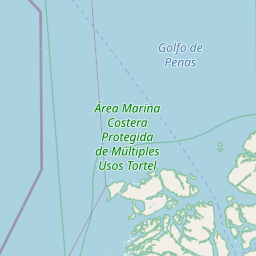 Golfo de
Penas
Área Marina
Costera
Protegida
de Múltiples
Usos Tortel